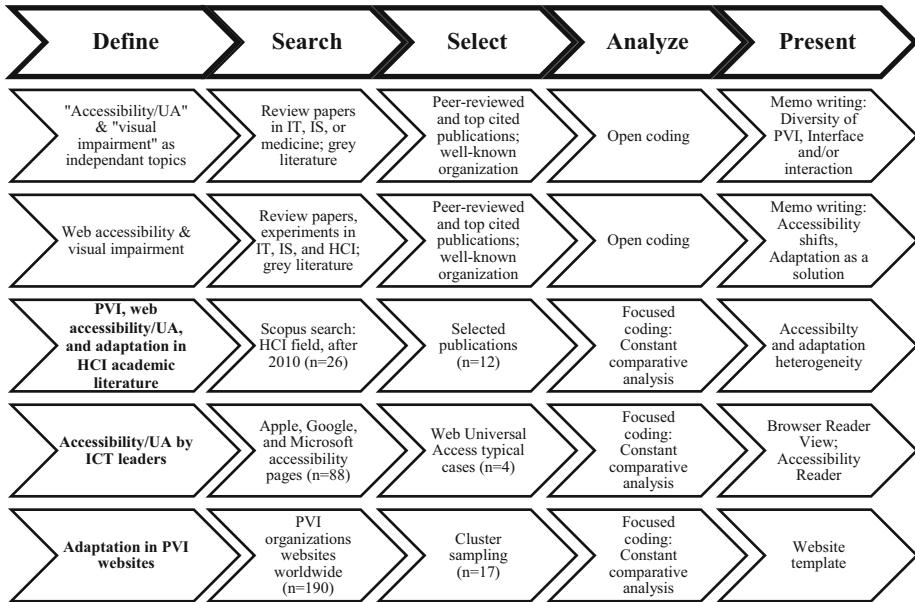 Define
Search
Select
Analyze
Present
"Accessibility/UA"
& "visual
impairment" as
independant topics
Review papers
in IT, IS, or
medicine; grey
literature
Peer-reviewed
and top cited
publications;
well-known
organization
Open coding
Memo writing:
Diversity of
PVI, Interface
and/or
interaction
Web accessibility &
visual impairment
Review papers,
experiments in
IT, IS, and HCI;
grey literature
Peer-reviewed
and top cited
publications;
well-known
organization
Open coding
Memo writing:
Accessibility
shifts,
Adaptation as a
solution
PVI, web
accessibility/UA,
and adaptation in
HCI academic
literature
Scopus search:
HCI field, after
2010 (n=26)
Selected
publications
(n=12)
Focused
coding:
Constant
comparative
analysis
Accessibilty
and adaptation
heterogeneity
Accessibility/UA by
ICT leaders
Apple, Google,
and Microsoft
accessibility
pages (n=88)
Web Universal
Access typical
cases (n=4)
Focused
coding:
Constant
comparative
analysis
Browser Reader
View;
Accessibility
Reader
Adaptation in PVI
websites
PVI
organizations
websites
worldwide
(n=190)
Cluster
sampling
(n=17)
Focused
coding:
Constant
comparative
analysis
Website
template